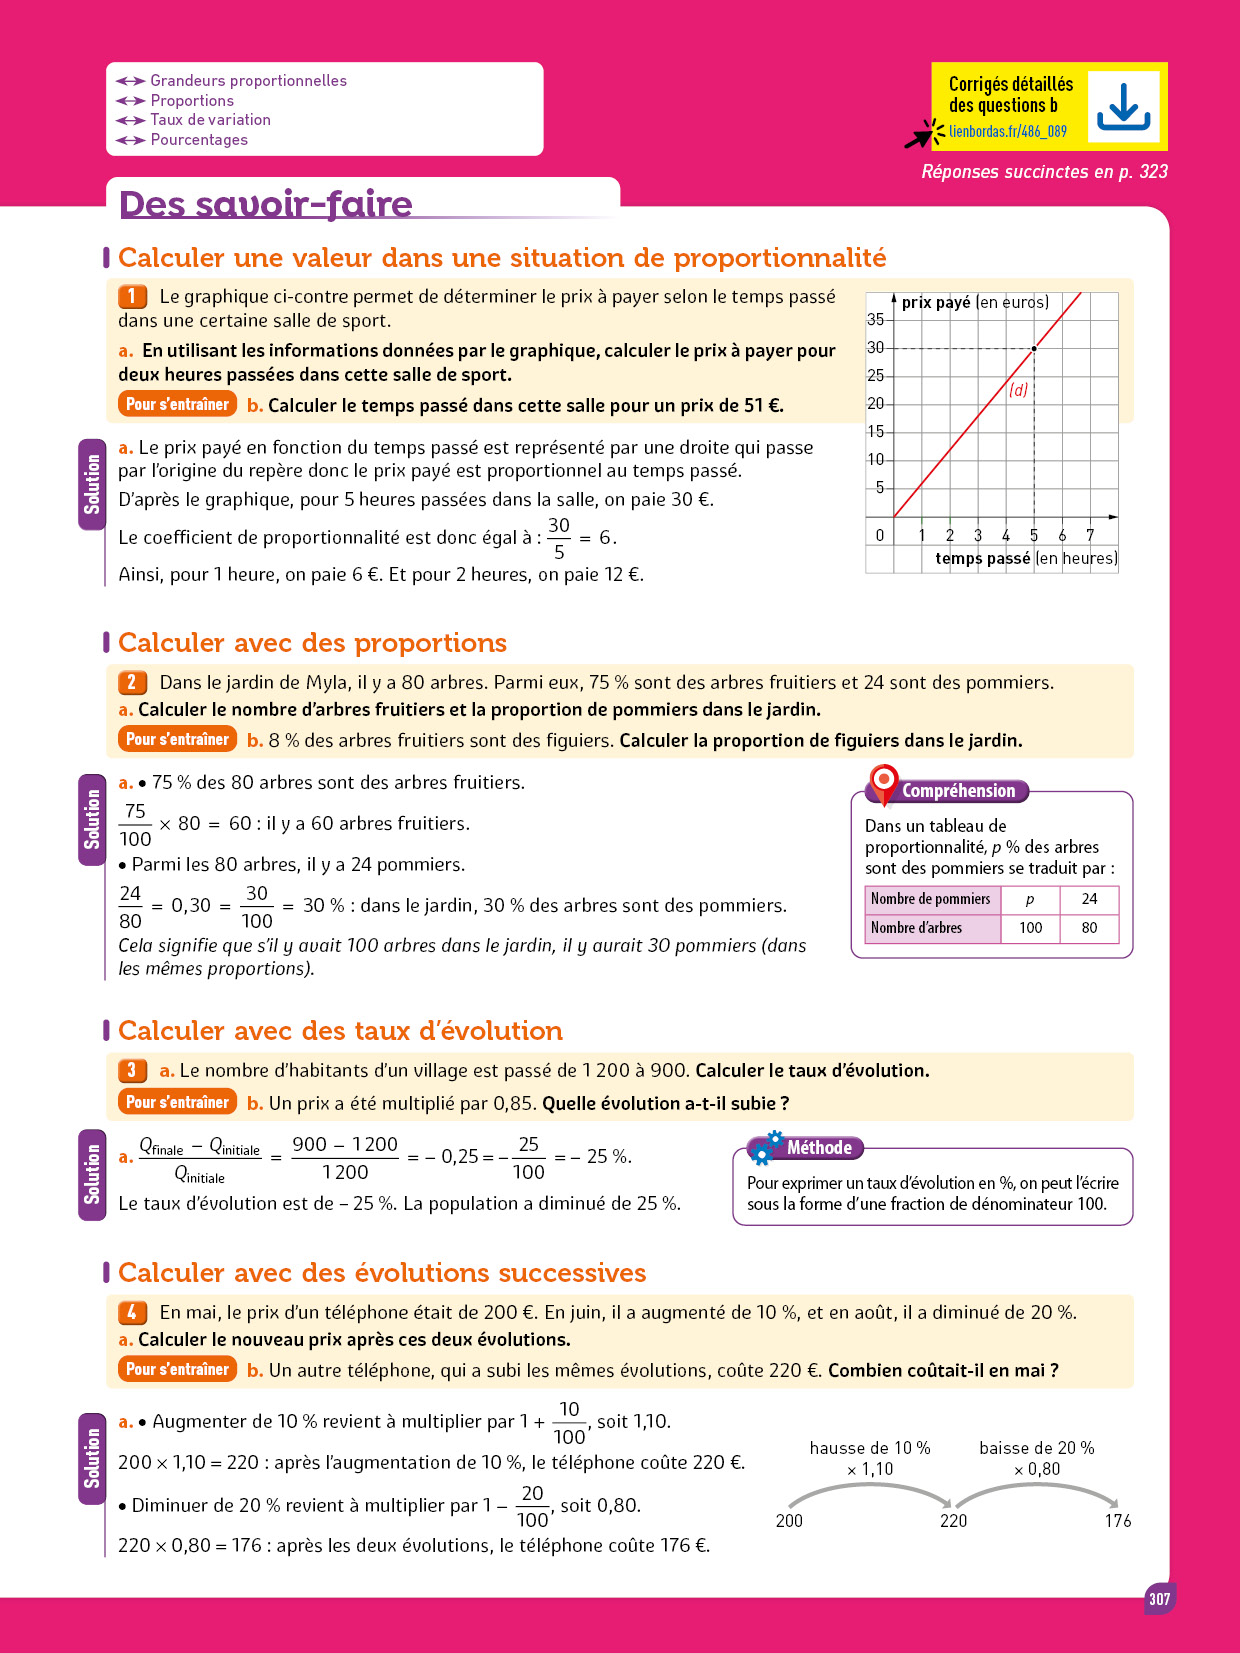 Grandeurs proportionnelles
Proportions
Taux de variation
Pourcentages
Corrigés détaillés
des questions b
lienbordas.fr/486_089
Réponses succinctes en p. 323
Des savoir-faire
Calculer une valeur dans une situation de proportionnalité
1 Le graphique ci-contre permet de déterminer le prix à payer selon le temps passé
dans une certaine salle de sport.
a. En utilisant les informations données par le graphique, calculer le prix à payer pour
deux heures passées dans cette salle de sport.
Pour s'entraîner b. Calculer le temps passé dans cette salle pour un prix de 51 €.
prix payé (en euros)
35
30
25
20
15
10
5
(d)
0 1 2 3 4 5 6 7
temps passé (en heures)
Solution
a. Le prix payé en fonction du temps passé est représenté par une droite qui passe
par l'origine du repère donc le prix payé est proportionnel au temps passé.
D'après le graphique, pour 5 heures passées dans la salle, on paie 30 €.
Le coefficient de proportionnalité est donc égal à : 30/5 = 6.
Ainsi, pour 1 heure, on paie 6 €. Et pour 2 heures, on paie 12 €.
Calculer avec des proportions
2 Dans le jardin de Myla, il y a 80 arbres. Parmi eux, 75 % sont des arbres fruitiers et 24 sont des pommiers.
a. Calculer le nombre d'arbres fruitiers et la proportion de pommiers dans le jardin.
Pour s'entraîner b. 8 % des arbres fruitiers sont des figuiers. Calculer la proportion de figuiers dans le jardin.
Solution
a. • 75 % des 80 arbres sont des arbres fruitiers.
75/100 × 80 = 60 : il y a 60 arbres fruitiers.
• Parmi les 80 arbres, il y a 24 pommiers.
24/80 = 0,30 = 30/100 = 30 % : dans le jardin, 30 % des arbres sont des pommiers.
Cela signifie que s'il y avait 100 arbres dans le jardin, il y aurait 30 pommiers (dans
les mêmes proportions).
Compréhension
Dans un tableau de
proportionnalité, p % des arbres
sont des pommiers se traduit par :
Nombre de pommiers p 24
Nombre d'arbres 100 80
Calculer avec des taux d'évolution
3 a. Le nombre d'habitants d'un village est passé de 1 200 à 900. Calculer le taux d'évolution.
Pour s'entraîner b. Un prix a été multiplié par 0,85. Quelle évolution a-t-il subie ?
Solution
a. (Qfinale − Qinitiale)/Qinitiale = (900 − 1 200)/1 200 = − 0,25 = − 25/100 = − 25 %.
Le taux d'évolution est de – 25 %. La population a diminué de 25 %.
Méthode
Pour exprimer un taux d'évolution en %, on peut l'écrire
sous la forme d'une fraction de dénominateur 100.
Calculer avec des évolutions successives
4 En mai, le prix d'un téléphone était de 200 €. En juin, il a augmenté de 10 %, et en août, il a diminué de 20 %.
a. Calculer le nouveau prix après ces deux évolutions.
Pour s'entraîner b. Un autre téléphone, qui a subi les mêmes évolutions, coûte 220 €. Combien coûtait-il en mai ?
Solution
a. • Augmenter de 10 % revient à multiplier par 1 + 10/100, soit 1,10.
200 × 1,10 = 220 : après l'augmentation de 10 %, le téléphone coûte 220 €.
• Diminuer de 20 % revient à multiplier par 1 − 20/100, soit 0,80.
220 × 0,80 = 176 : après les deux évolutions, le téléphone coûte 176 €.
hausse de 10 % baisse de 20 %
× 1,10 × 0,80
200 220 176
307